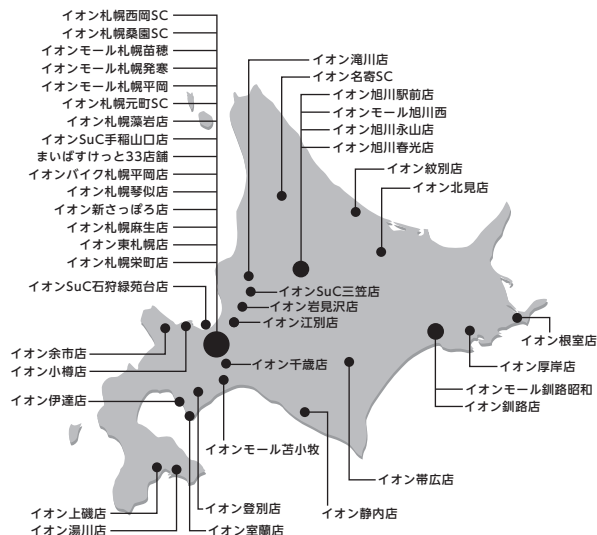 イオン札幌西岡SC
イオン札幌桑園SC
イオンモール札幌苗穂
イオンモール札幌発寒
イオンモール札幌平岡
イオン札幌元町SC
イオン札幌藻岩店
イオンSuC手稲山口店
まいばすけっと33店舗
イオンバイク札幌平岡店
イオン札幌琴似店
イオン新さっぽろ店
イオン札幌麻生店
イオン東札幌店
イオン札幌栄町店
イオンSuC石狩緑苑台店
イオン余市店
イオン小樽店
イオン伊達店
イオン上磯店
イオン湯川店
イオン滝川店
イオン名寄SC
イオン旭川駅前店
イオンモール旭川西
イオン旭川永山店
イオン旭川春光店
イオン紋別店
イオン北見店
イオンSuC三笠店
イオン岩見沢店
イオン江別店
イオン千歳店
イオンモール苫小牧
イオン登別店
イオン室蘭店
イオン静内店
イオン帯広店
イオン根室店
イオン厚岸店
イオンモール釧路昭和
イオン釧路店